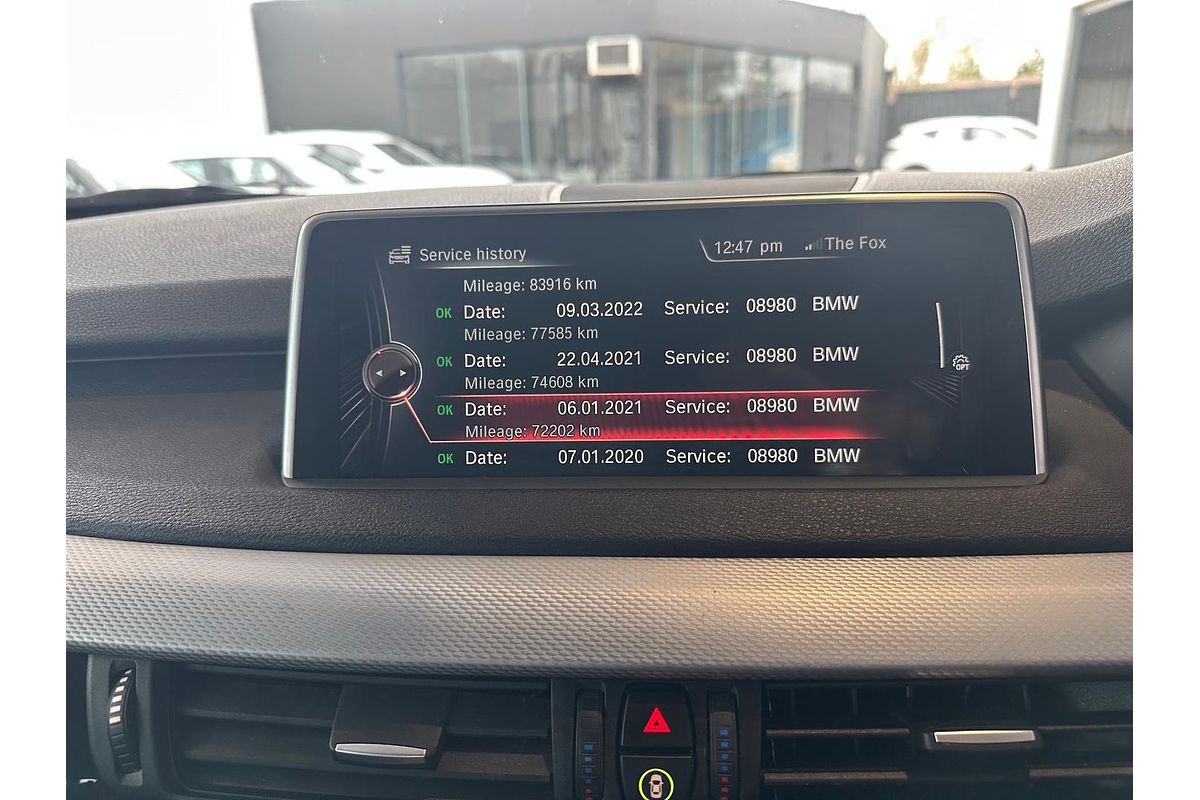 Service history
12:47 pm The Fox
Mileage: 83916 km
OK Date: 09.03.2022 Service: 08980 BMW
Mileage: 77585 km
OK Date: 22.04.2021 Service: 08980 BMW
Mileage: 74608 km
OK Date: 06.01.2021 Service: 08980 BMW
Mileage: 72202 km
OK Date: 07.01.2020 Service: 08980 BMW
OPT